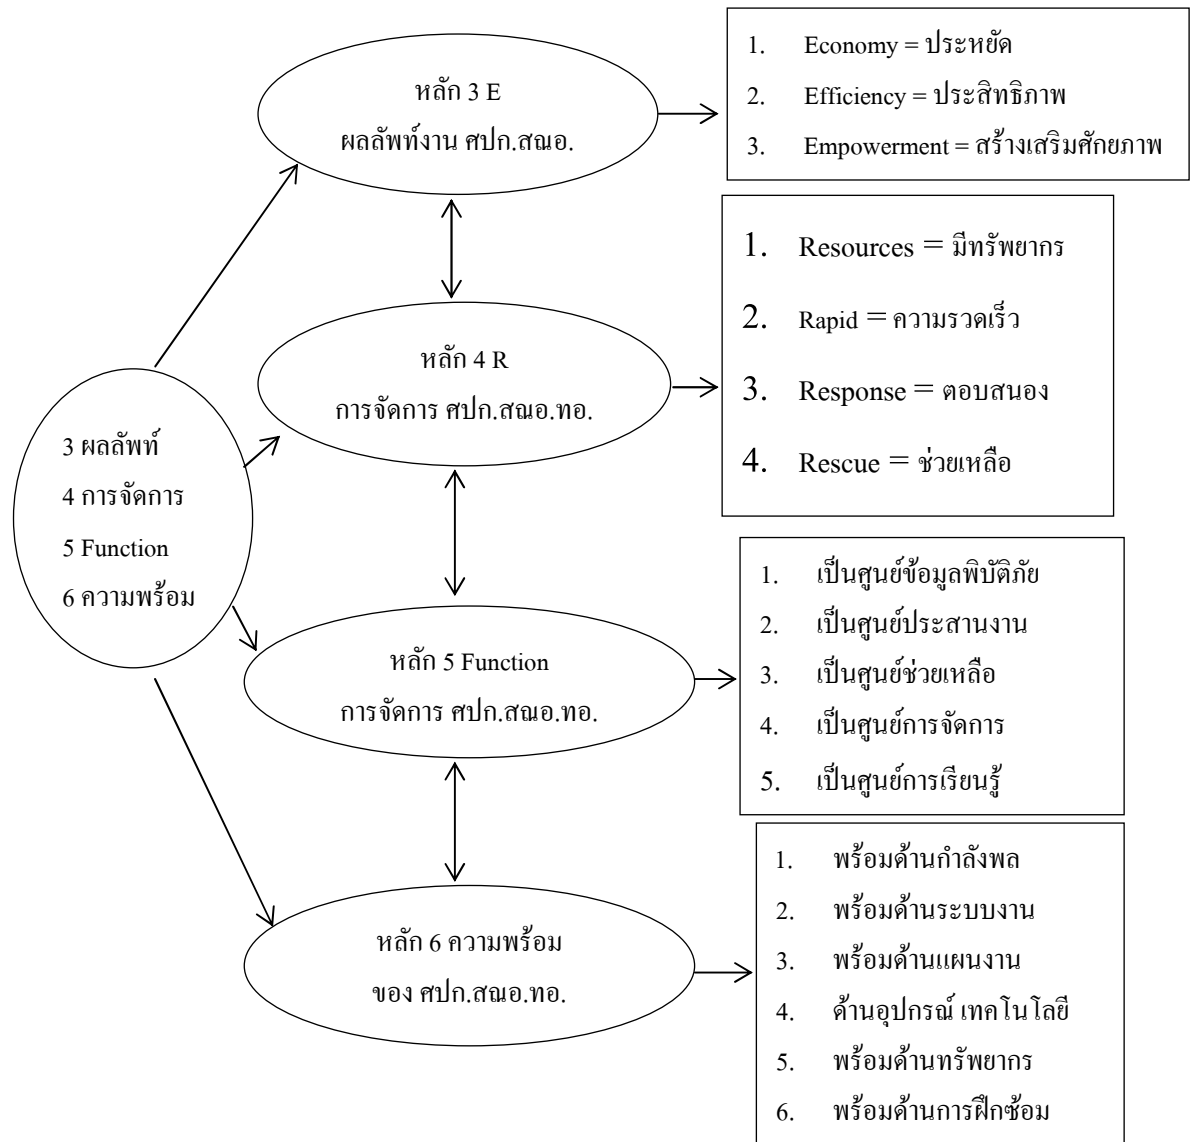 3 ผลลัพท์
4 การจัดการ
5 Function
6 ความพร้อม
หลัก 3 E
ผลลัพท์งาน ศปก.สณอ.
1. Economy = ประหยัด
2. Efficiency = ประสิทธิภาพ
3. Empowerment = สร้างเสริมศักยภาพ
หลัก 4 R
การจัดการ ศปก.สณอ.ทอ.
1. Resources = มีทรัพยากร
2. Rapid = ความรวดเร็ว
3. Response = ตอบสนอง
4. Rescue = ช่วยเหลือ
หลัก 5 Function
การจัดการ ศปก.สณอ.ทอ.
1. เป็นศูนย์ข้อมูลพิบัติภัย
2. เป็นศูนย์ประสานงาน
3. เป็นศูนย์ช่วยเหลือ
4. เป็นศูนย์การจัดการ
5. เป็นศูนย์การเรียนรู้
หลัก 6 ความพร้อม
ของ ศปก.สณอ.ทอ.
1. พร้อมด้านกำลังพล
2. พร้อมด้านระบบงาน
3. พร้อมด้านแผนงาน
4. ด้านอุปกรณ์ เทคโนโลยี
5. พร้อมด้านทรัพยากร
6. พร้อมด้านการฝึกซ้อม